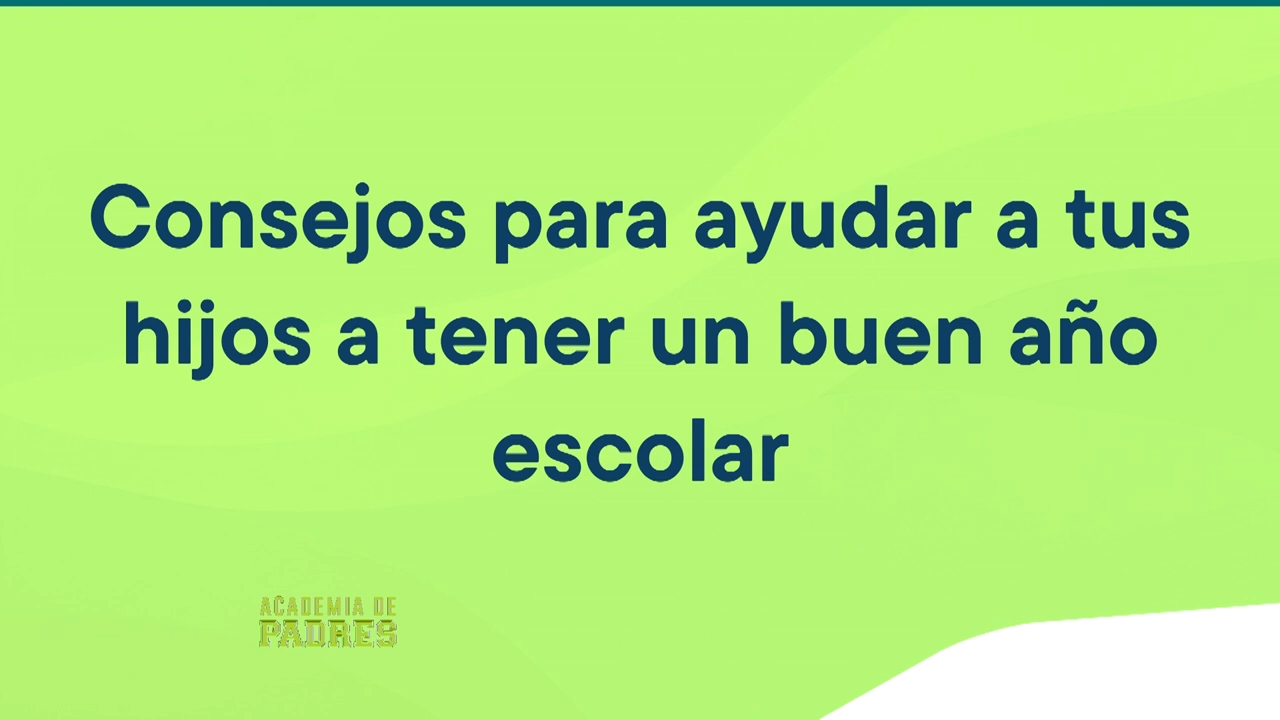 Consejos para ayudar a tus
hijos a tener un buen año
escolar
ACADEMIA DE
PADRES